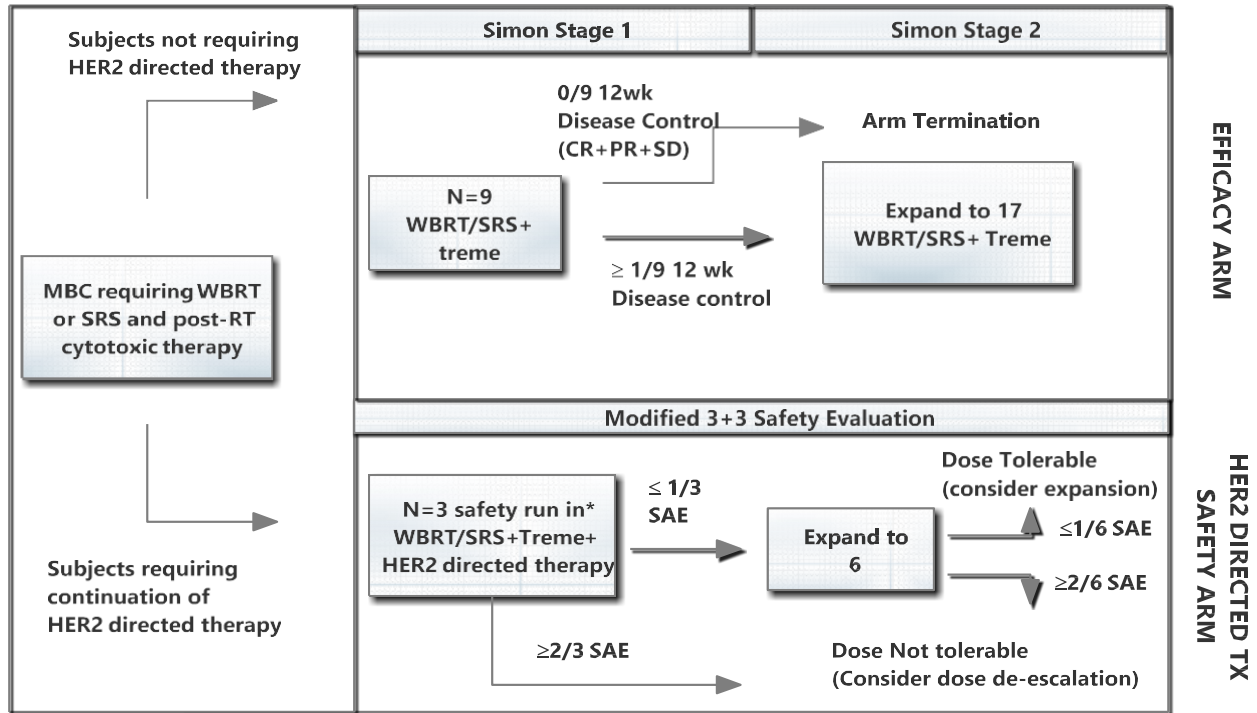 Subjects not requiring
HER2 directed therapy
MBC requiring WBRT
or SRS and post-RT
cytotoxic therapy
Subjects requiring
continuation of
HER2 directed therapy
Simon Stage 1
Simon Stage 2
0/9 12wk
Disease Control
(CR+PR+SD)
Arm Termination
N=9
WBRT/SRS+
treme
Expand to 17
WBRT/SRS+ Treme
≥ 1/9 12 wk
Disease control
EFFICACY ARM
Modified 3+3 Safety Evaluation
N=3 safety run in*
WBRT/SRS+Treme+
HER2 directed therapy
≤ 1/3
SAE
Expand to
6
Dose Tolerable
(consider expansion)
≤1/6 SAE
≥2/6 SAE
≥2/3 SAE
Dose Not tolerable
(Consider dose de-escalation)
HER2 DIRECTED TX
SAFETY ARM